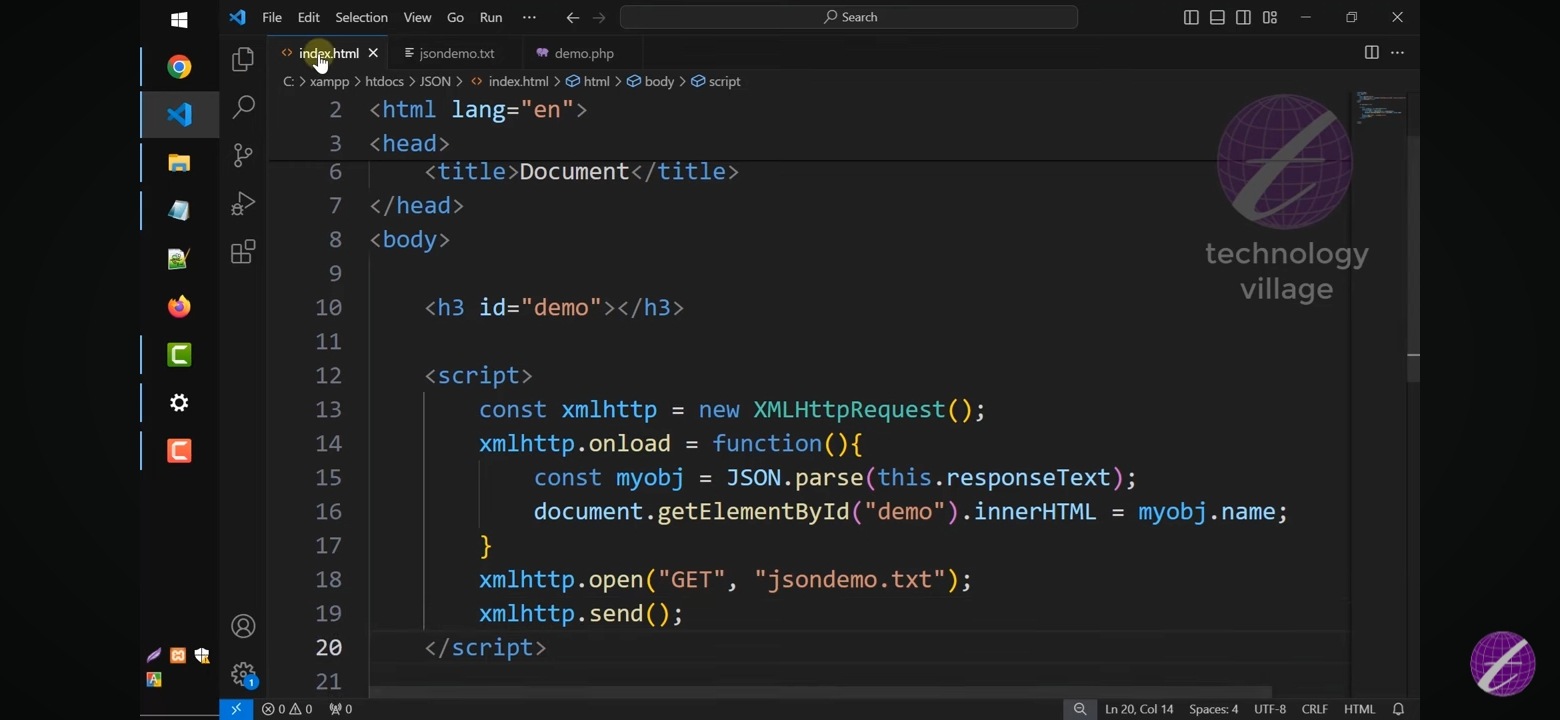 File Edit Selection View Go Run ··· Search
index.html jsondemo.txt demo.php
C: > xampp > htdocs > JSON > index.html > html > body > script
2 <html lang="en">
3 <head>
6 <title>Document</title>
7 </head>
8 <body>
9
10 <h3 id="demo"></h3>
11
12 <script>
13 const xmlhttp = new XMLHttpRequest();
14 xmlhttp.onload = function(){
15 const myobj = JSON.parse(this.responseText);
16 document.getElementById("demo").innerHTML = myobj.name;
17 }
18 xmlhttp.open("GET", "jsondemo.txt");
19 xmlhttp.send();
20 </script>
21
technology
village
1
0 0 0 Ln 20, Col 14 Spaces: 4 UTF-8 CRLF HTML